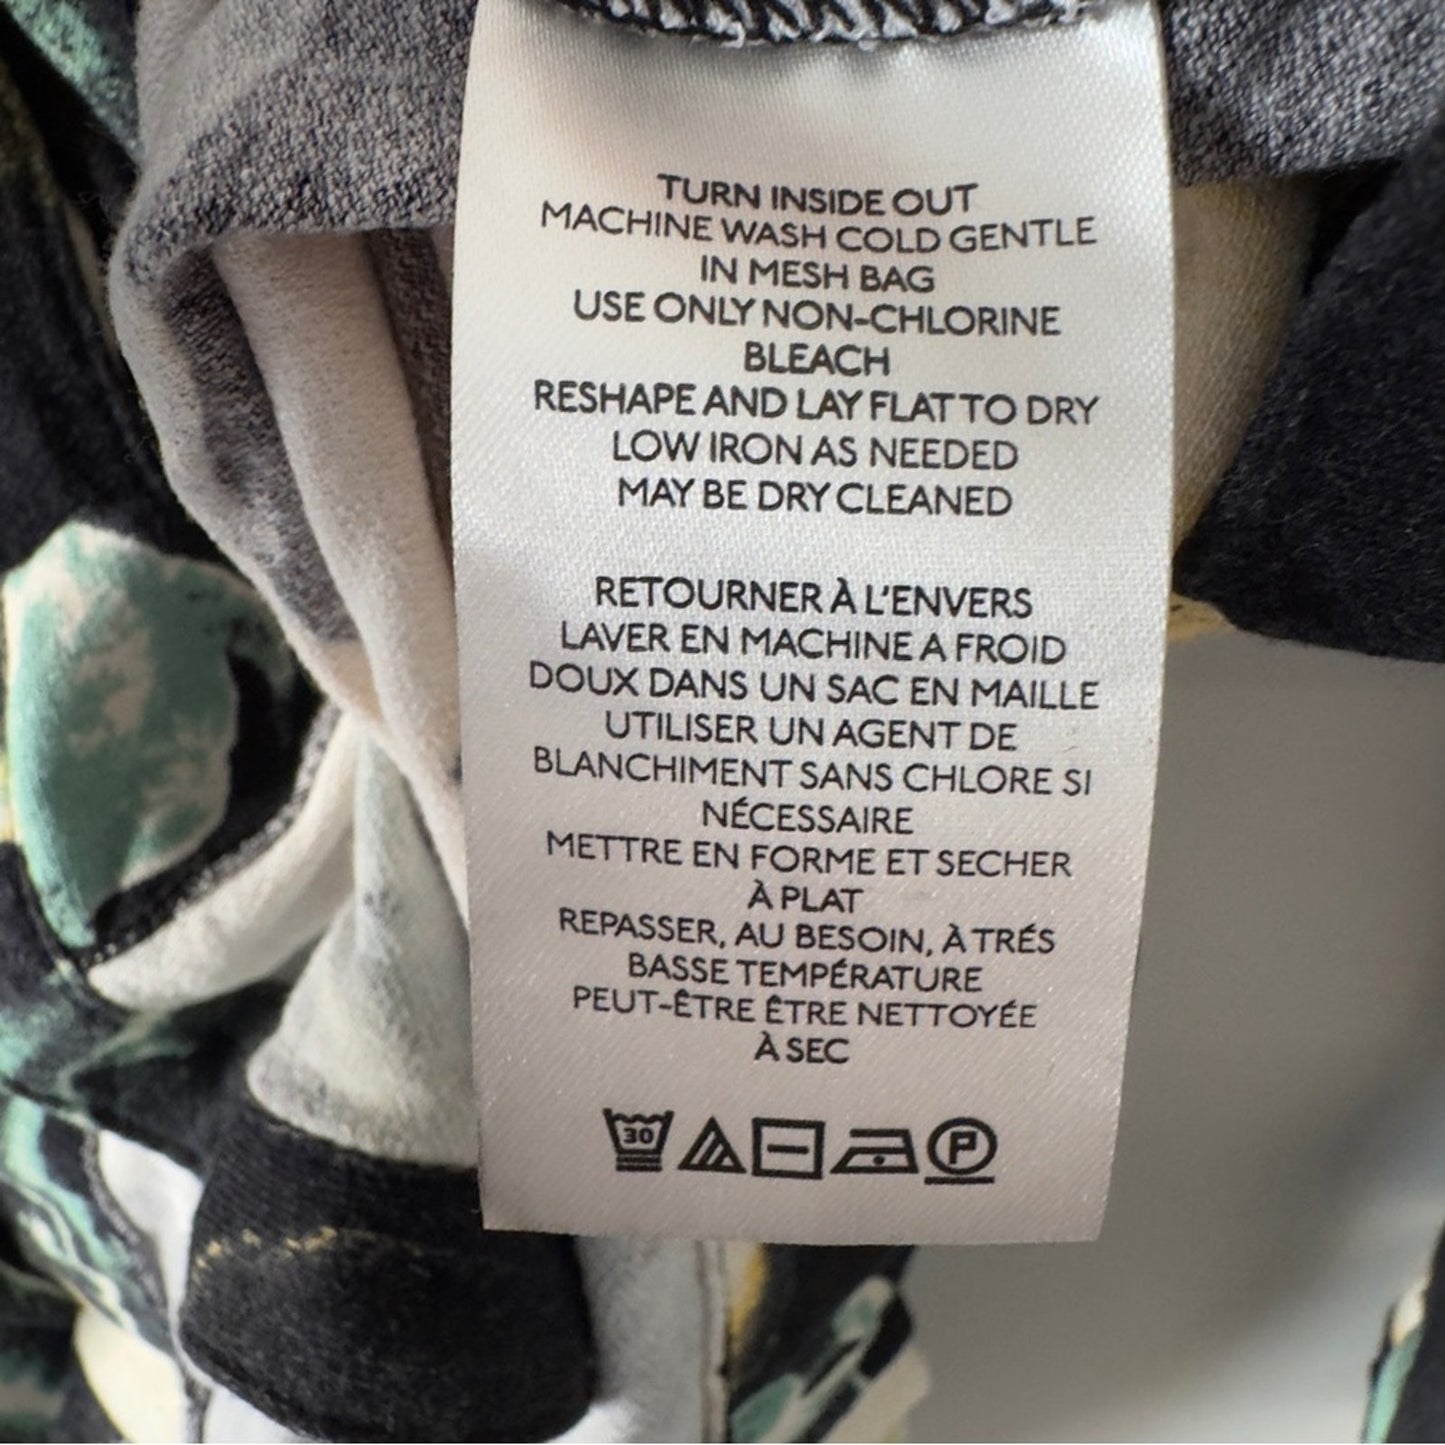 TURN INSIDE OUT
MACHINE WASH COLD GENTLE
IN MESH BAG
USE ONLY NON-CHLORINE
BLEACH
RESHAPE AND LAY FLAT TO DRY
LOW IRON AS NEEDED
MAY BE DRY CLEANED
RETOURNER À L'ENVERS
LAVER EN MACHINE A FROID
DOUX DANS UN SAC EN MAILLE
UTILISER UN AGENT DE
BLANCHIMENT SANS CHLORE SI
NÉCESSAIRE
METTRE EN FORME ET SECHER
À PLAT
REPASSER, AU BESOIN, À TRÉS
BASSE TEMPÉRATURE
PEUT-ÊTRE ÊTRE NETTOYÉE
À SEC
30 P